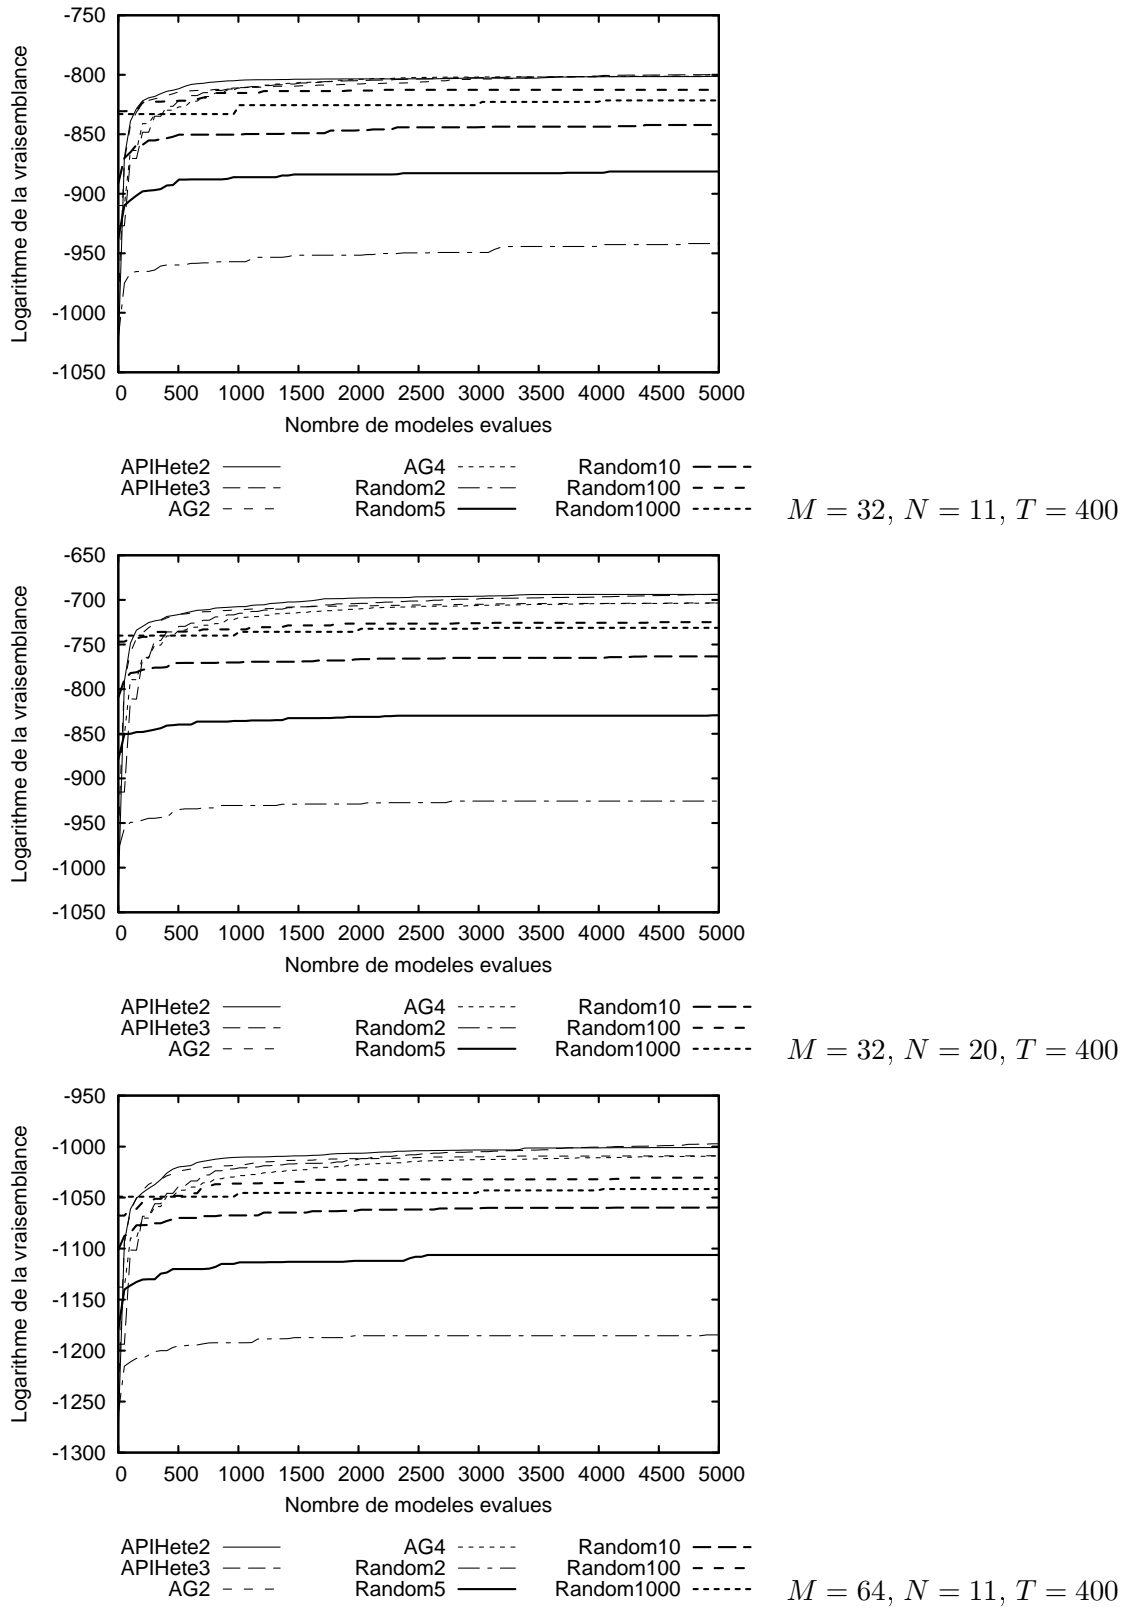 -750
-800
-850
-900
-950
-1000
-1050
Logarithme de la vraisemblance
0 500 1000 1500 2000 2500 3000 3500 4000 4500 5000
Nombre de modeles evalues
APIHete2 AG4 Random10
APIHete3 Random2 Random100
AG2 Random5 Random1000
M = 32, N = 11, T = 400
-650
-700
-750
-800
-850
-900
-950
-1000
-1050
Logarithme de la vraisemblance
0 500 1000 1500 2000 2500 3000 3500 4000 4500 5000
Nombre de modeles evalues
APIHete2 AG4 Random10
APIHete3 Random2 Random100
AG2 Random5 Random1000
M = 32, N = 20, T = 400
-950
-1000
-1050
-1100
-1150
-1200
-1250
-1300
Logarithme de la vraisemblance
0 500 1000 1500 2000 2500 3000 3500 4000 4500 5000
Nombre de modeles evalues
APIHete2 AG4 Random10
APIHete3 Random2 Random100
AG2 Random5 Random1000
M = 64, N = 11, T = 400